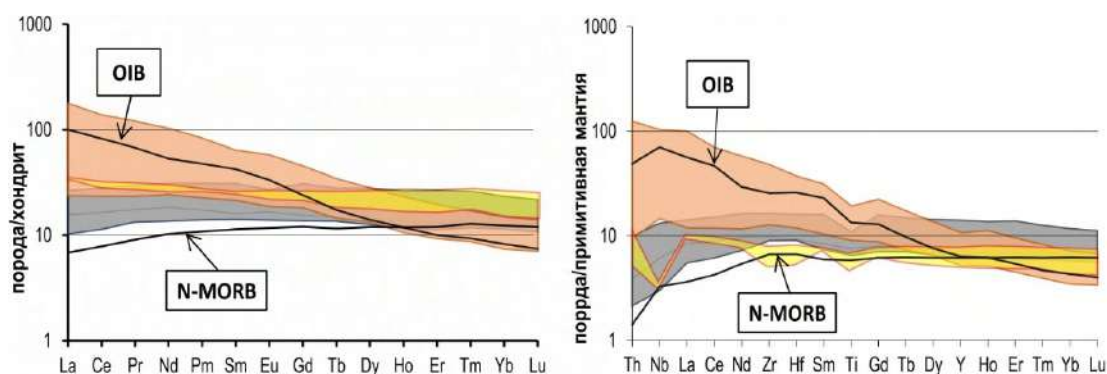 порода/хондрит
1000
100
10
1
OIB
N-MORB
La Ce Pr Nd Pm Sm Eu Gd Tb Dy Ho Er Tm Yb Lu
поррда/примитивная мантия
1000
100
10
1
OIB
N-MORB
Th Nb La Ce Nd Zr Hf Sm Ti Gd Tb Dy Y Ho Er Tm Yb Lu